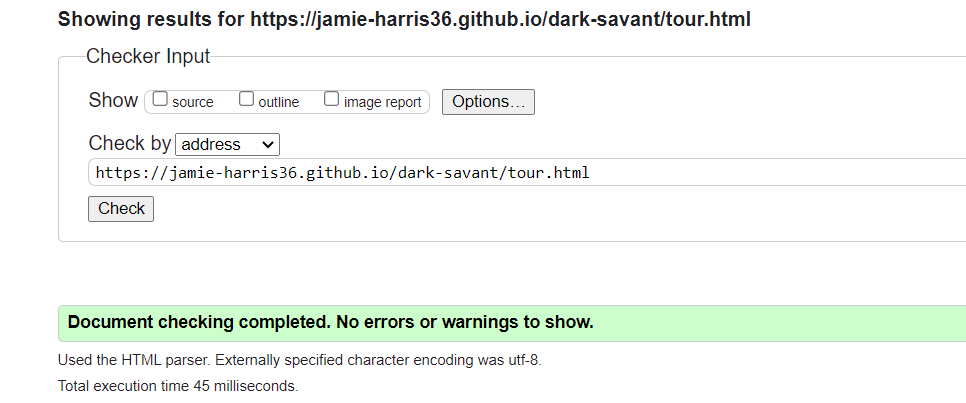 Showing results for https://jamie-harris36.github.io/dark-savant/tour.html
Checker Input
Show source outline image report Options...
Check by address
https://jamie-harris36.github.io/dark-savant/tour.html
Check
Document checking completed. No errors or warnings to show.
Used the HTML parser. Externally specified character encoding was utf-8.
Total execution time 45 milliseconds.